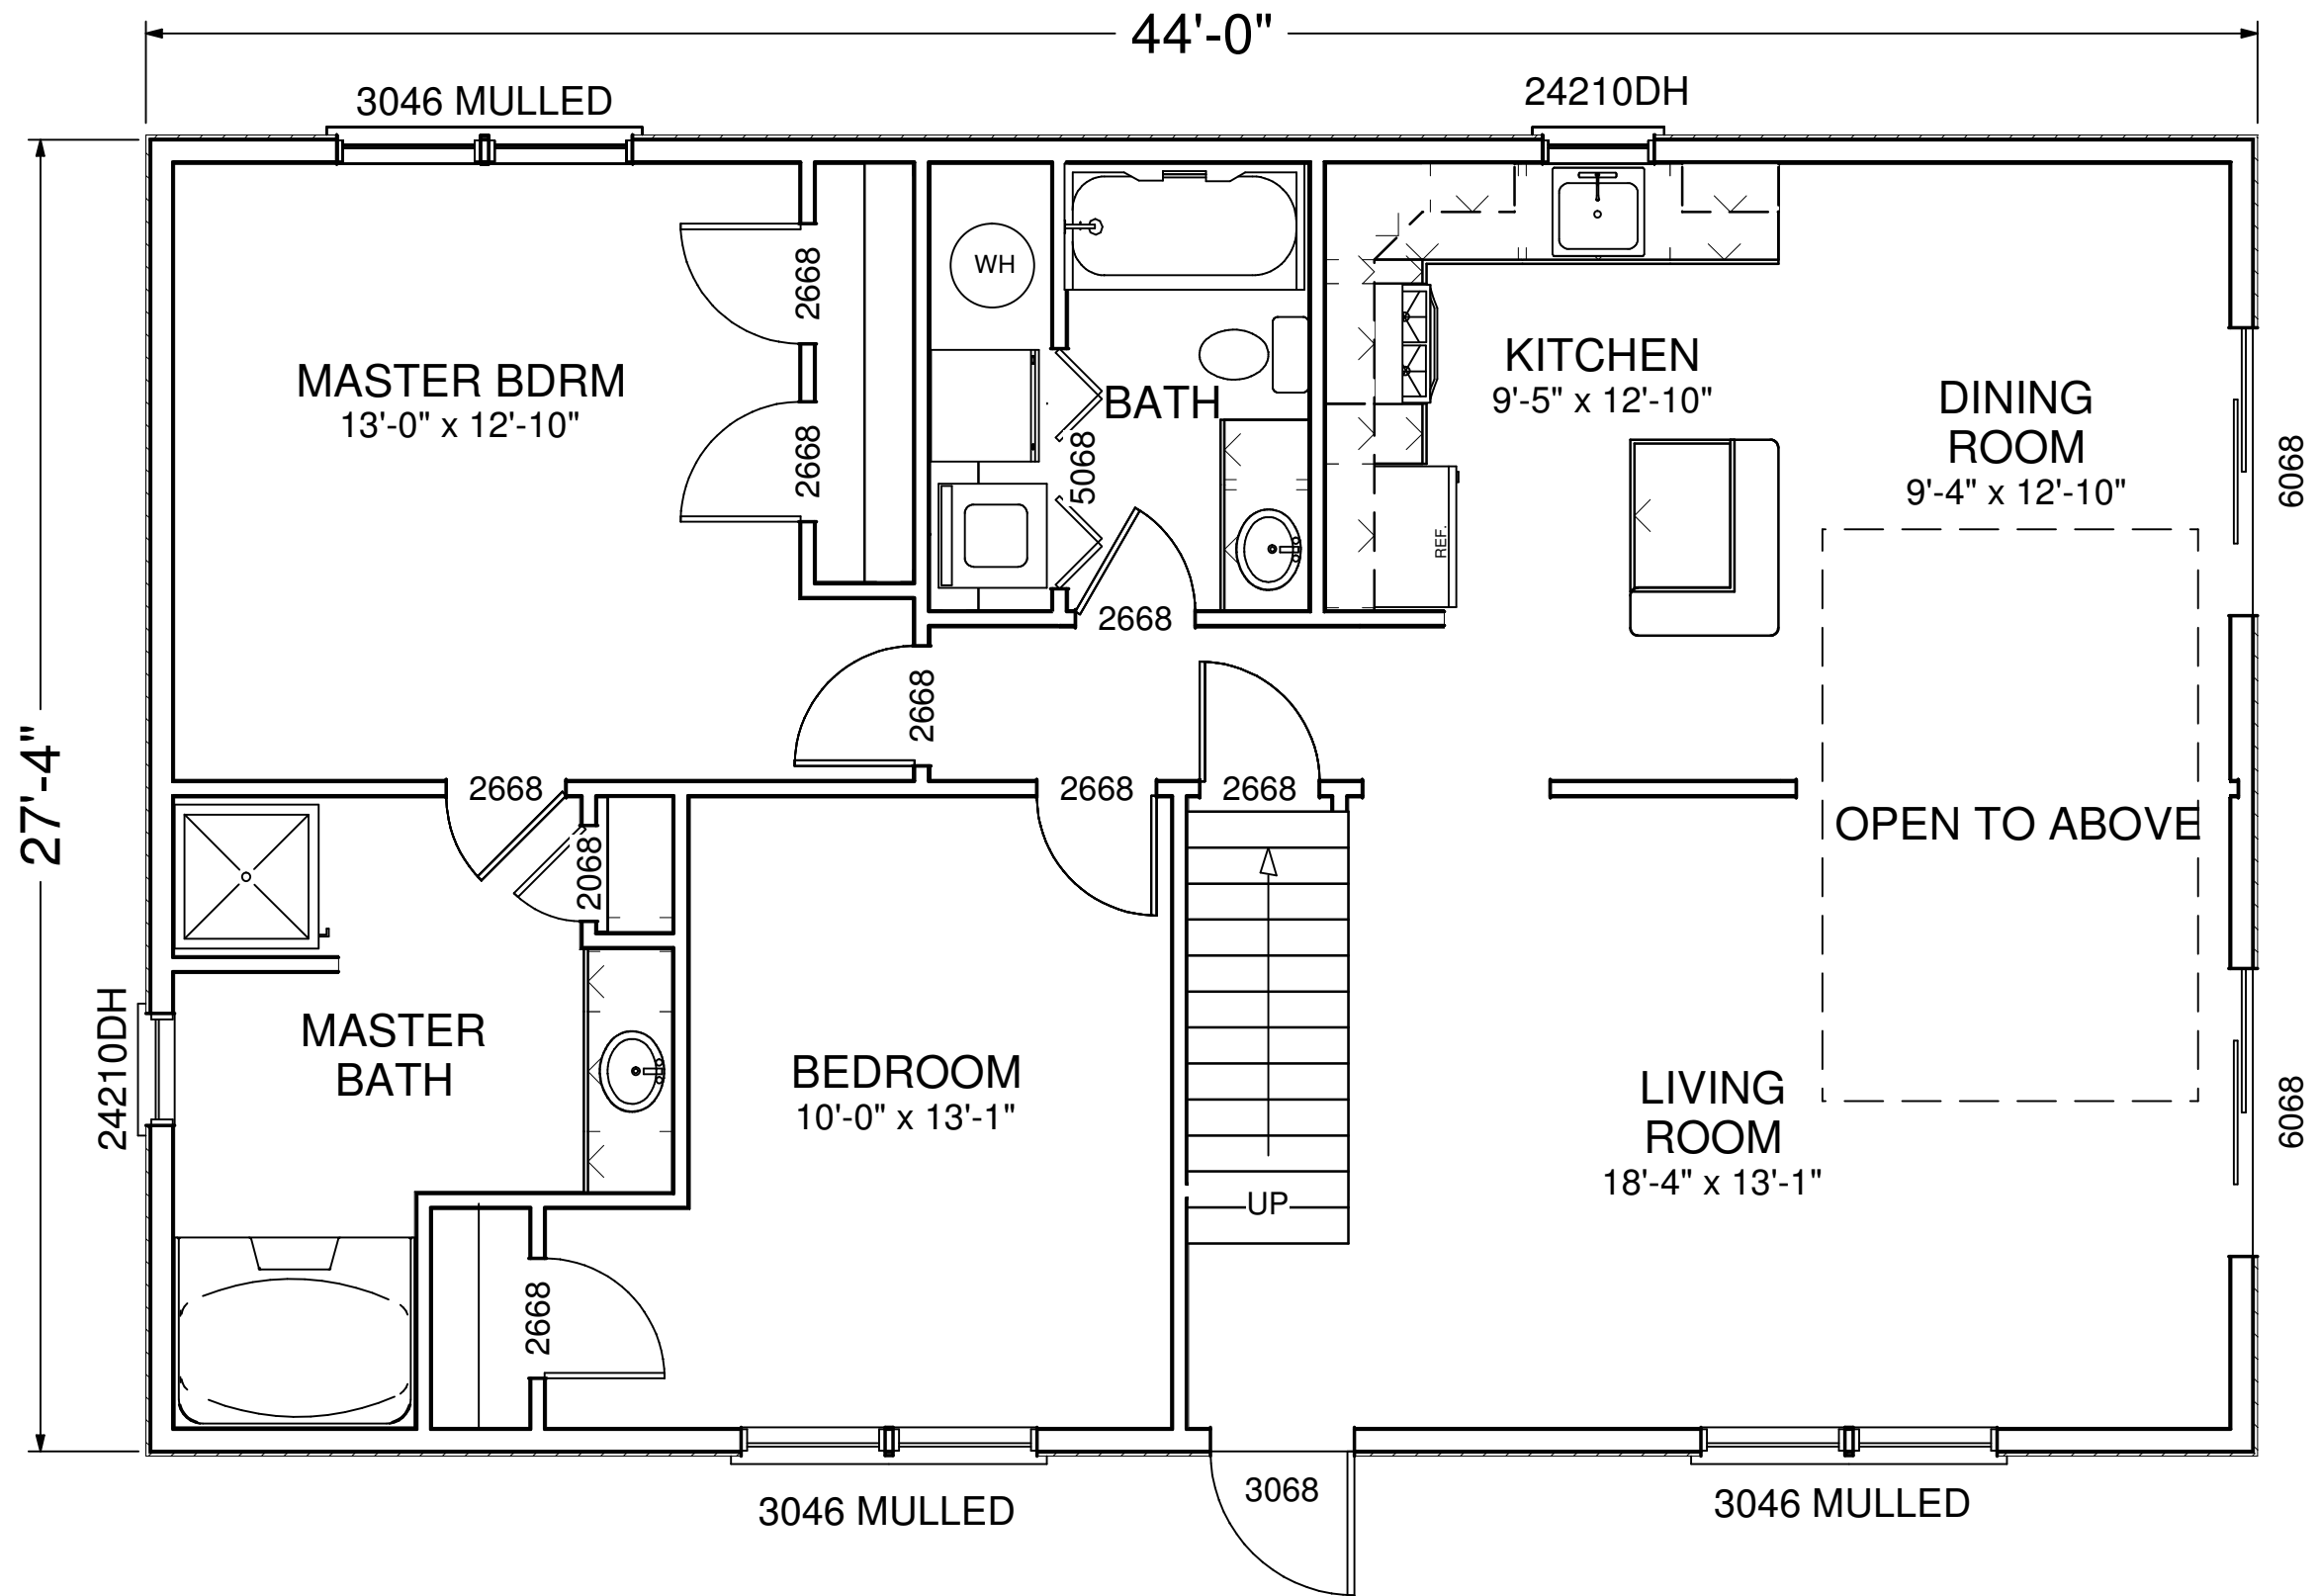 44'-0"
3046 MULLED
24210DH
2668
WH
MASTER BDRM
13'-0" x 12'-10"
2668
BATH
5068
KITCHEN
9'-5" x 12'-10"
DINING
ROOM
9'-4" x 12'-10"
6068
REF.
2668
2668
27'-4"
2668
2668
2668
OPEN TO ABOVE
2068
24210DH
MASTER
BATH
BEDROOM
10'-0" x 13'-1"
LIVING
ROOM
18'-4" x 13'-1"
6068
UP
2668
3068
3046 MULLED
3046 MULLED